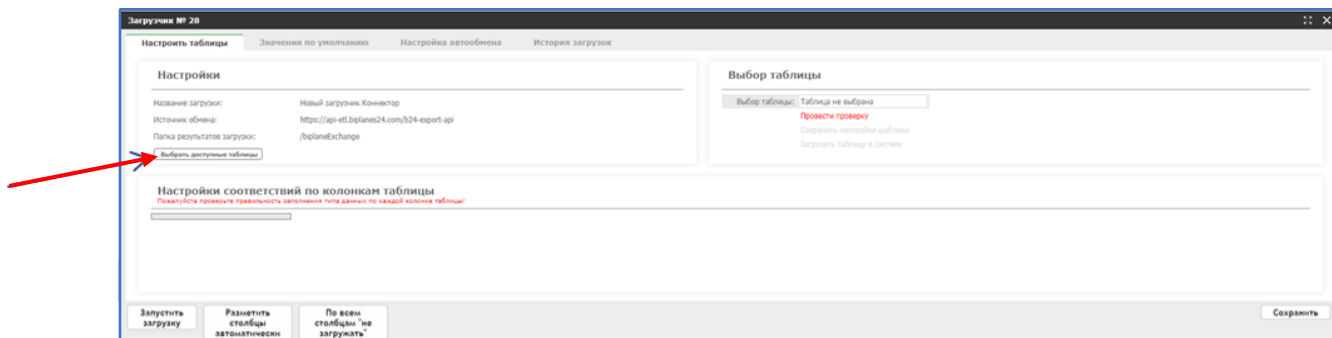 Загрузчик № 28
Настроить таблицы Значения по умолчанию Настройка автообмена История загрузок
Настройки
Название загрузки: Новый загрузчик Коннектор
Источник обмена: https://api-etl.biplanes24.com/b24-export-api
Папка результатов загрузки: /biplaneExchange
Выбрать доступные таблицы
Выбор таблицы
Выбор таблицы: Таблица не выбрана
Провести проверку
Сохранить настройки шаблона
Загрузить таблицу в систему
Настройки соответствий по колонкам таблицы
Пожалуйста проверьте правильность заполнения типа данных по каждой колонке таблицы!
Запустить
загрузку
Разметить
столбцы
автоматически
По всем
столбцам "не
загружать"
Сохранить